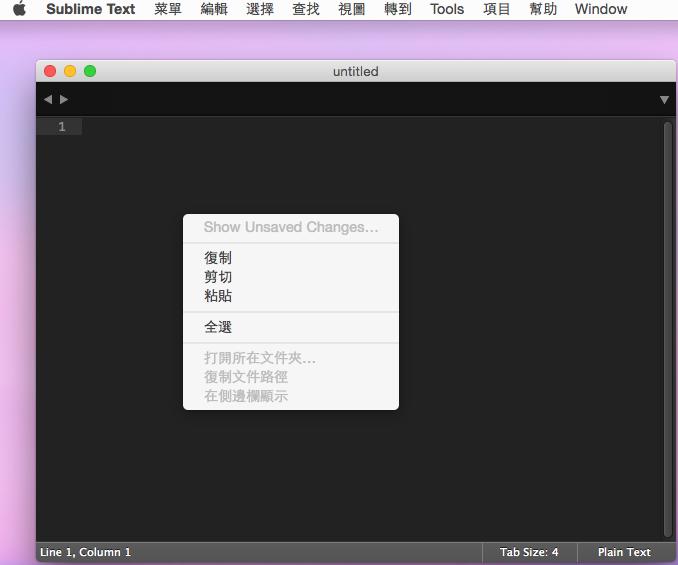 Sublime Text 菜單 編輯 選擇 查找 視圖 轉到 Tools 項目 幫助 Window
untitled
1
Show Unsaved Changes...
復制
剪切
粘貼
全選
打開所在文件夾...
復制文件路徑
在側邊欄顯示
Line 1, Column 1 Tab Size: 4 Plain Text